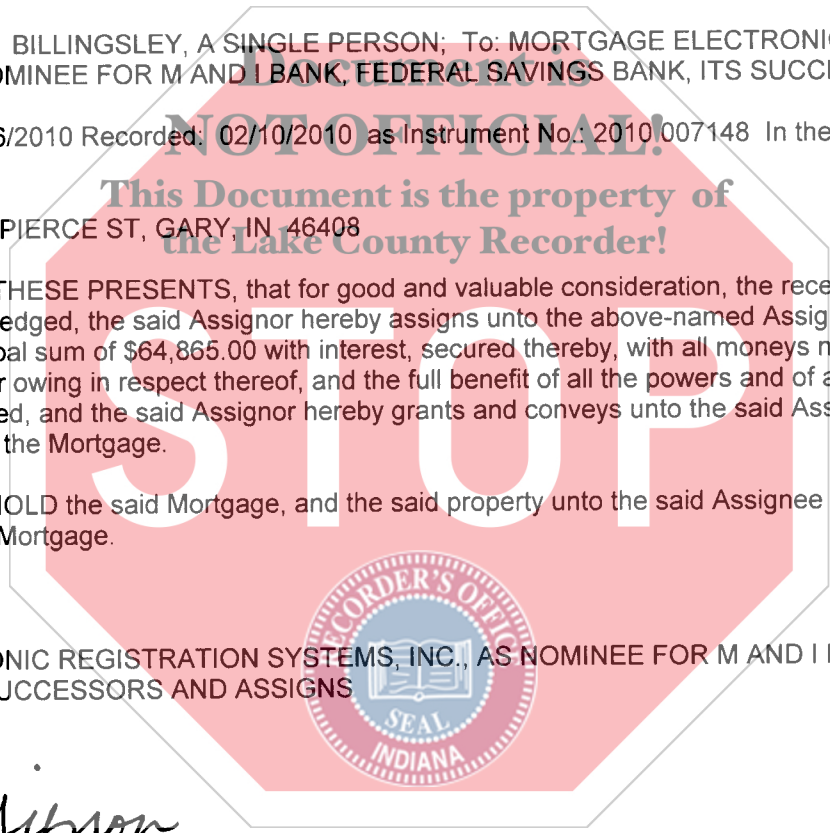 BILLINGSLEY, A SINGLE PERSON; To: MORTGAGE ELECTRONI
Document is
OMINEE FOR M AND I BANK, FEDERAL SAVINGS BANK, ITS SUCC
6/2010 Recorded: 02/10/2010 as Instrument No.: 2010 007148 In the
NOT OFFICIAL!
This Document is the property of
PIERCE ST, GARY, IN 46408
the Lake County Recorder!
THESE PRESENTS, that for good and valuable consideration, the rece
edged, the said Assignor hereby assigns unto the above-named Assig
pal sum of $64,865.00 with interest, secured thereby, with all moneys n
r owing in respect thereof, and the full benefit of all the powers and of a
ed, and the said Assignor hereby grants and conveys unto the said Ass
the Mortgage.
STOP
HOLD the said Mortgage, and the said property unto the said Assignee
Mortgage.
RECORDER'S OFFIC
ONIC REGISTRATION SYSTEMS, INC., AS NOMINEE FOR M AND I
UCCESSORS AND ASSIGNS
SEAL
INDIANA